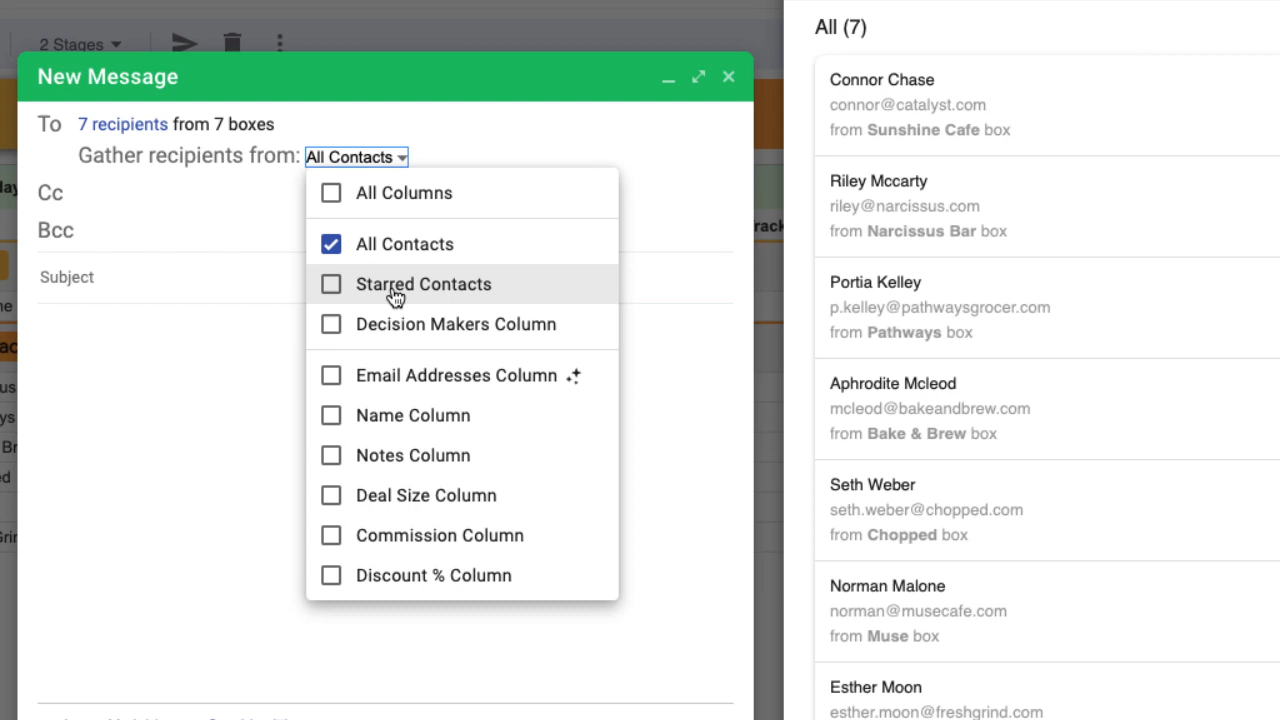 2 Stages
All (7)
New Message
To 7 recipients from 7 boxes
Gather recipients from: All Contacts
Cc
Bcc
Subject
All Columns
All Contacts
Starred Contacts
Decision Makers Column
Email Addresses Column
Name Column
Notes Column
Deal Size Column
Commission Column
Discount % Column
Connor Chase
connor@catalyst.com
from Sunshine Cafe box
Riley Mccarty
riley@narcissus.com
from Narcissus Bar box
Portia Kelley
p.kelley@pathwaysgrocer.com
from Pathways box
Aphrodite Mcleod
mcleod@bakeandbrew.com
from Bake & Brew box
Seth Weber
seth.weber@chopped.com
from Chopped box
Norman Malone
norman@musecafe.com
from Muse box
Esther Moon
esther.moon@freshgrind.com